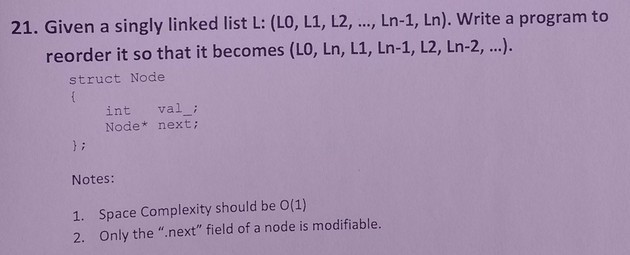 21. Given a singly linked list L: (L0, L1, L2, ..., Ln-1, Ln). Write a program to
reorder it so that it becomes (L0, Ln, L1, Ln-1, L2, Ln-2, ...).
struct Node
{
int val_;
Node* next;
};
Notes:
1. Space Complexity should be O(1)
2. Only the ".next" field of a node is modifiable.